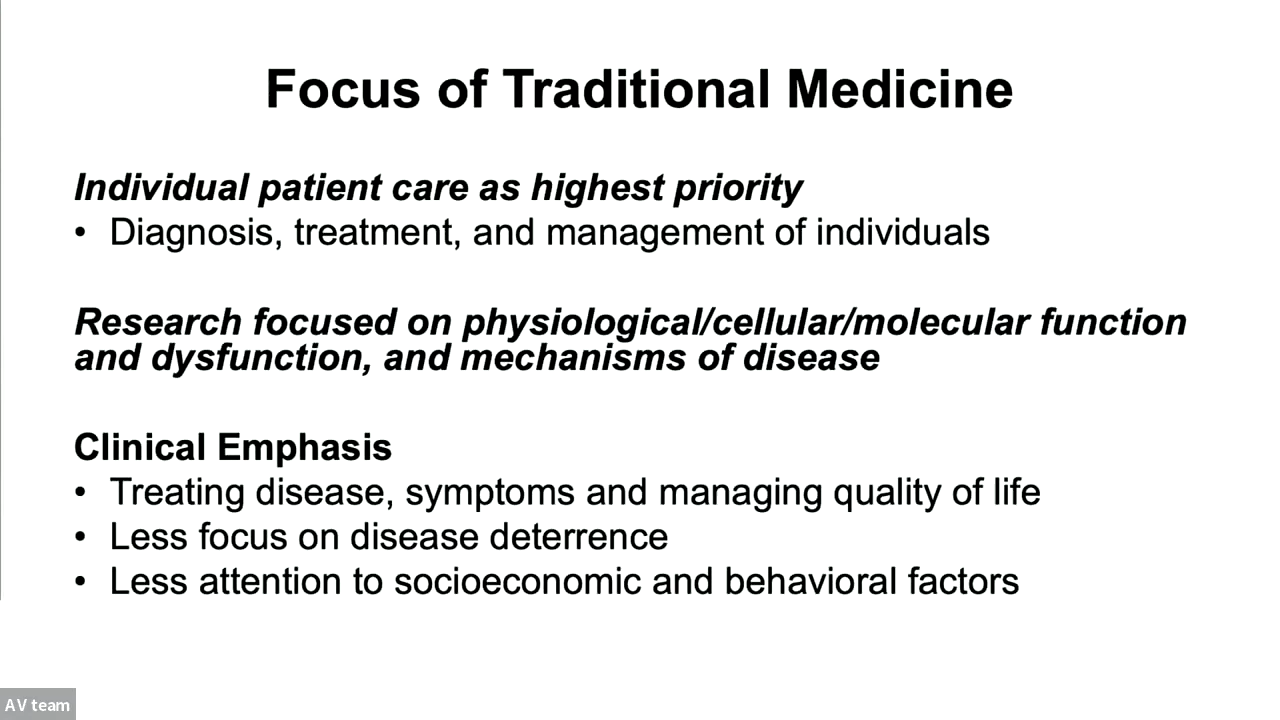 Focus of Traditional Medicine
Individual patient care as highest priority
• Diagnosis, treatment, and management of individuals
Research focused on physiological/cellular/molecular function
and dysfunction, and mechanisms of disease
Clinical Emphasis
• Treating disease, symptoms and managing quality of life
• Less focus on disease deterrence
• Less attention to socioeconomic and behavioral factors
AV team